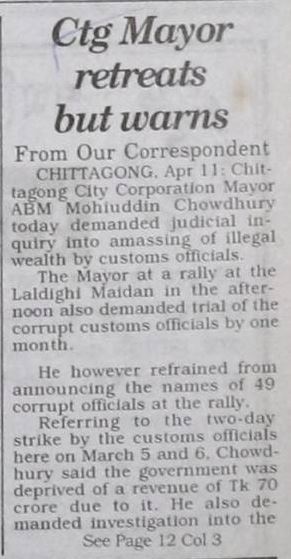 Ctg Mayor
retreats
but warns
From Our Correspondent
CHITTAGONG, Apr 11: Chit-
tagong City Corporation Mayor
ABM Mohiuddin Chowdhury
today demanded judicial in-
quiry into amassing of illegal
wealth by customs officials.
The Mayor at a rally at the
Laldighi Maidan in the after-
noon also demanded trial of the
corrupt customs officials by one
month.
He however refrained from
announcing the names of 49
corrupt officials at the rally.
Referring to the two-day
strike by the customs officials
here on March 5 and 6, Chowd-
hury said the government was
deprived of a revenue of Tk 70
crore due to it. He also de-
manded investigation into the
See Page 12 Col 3